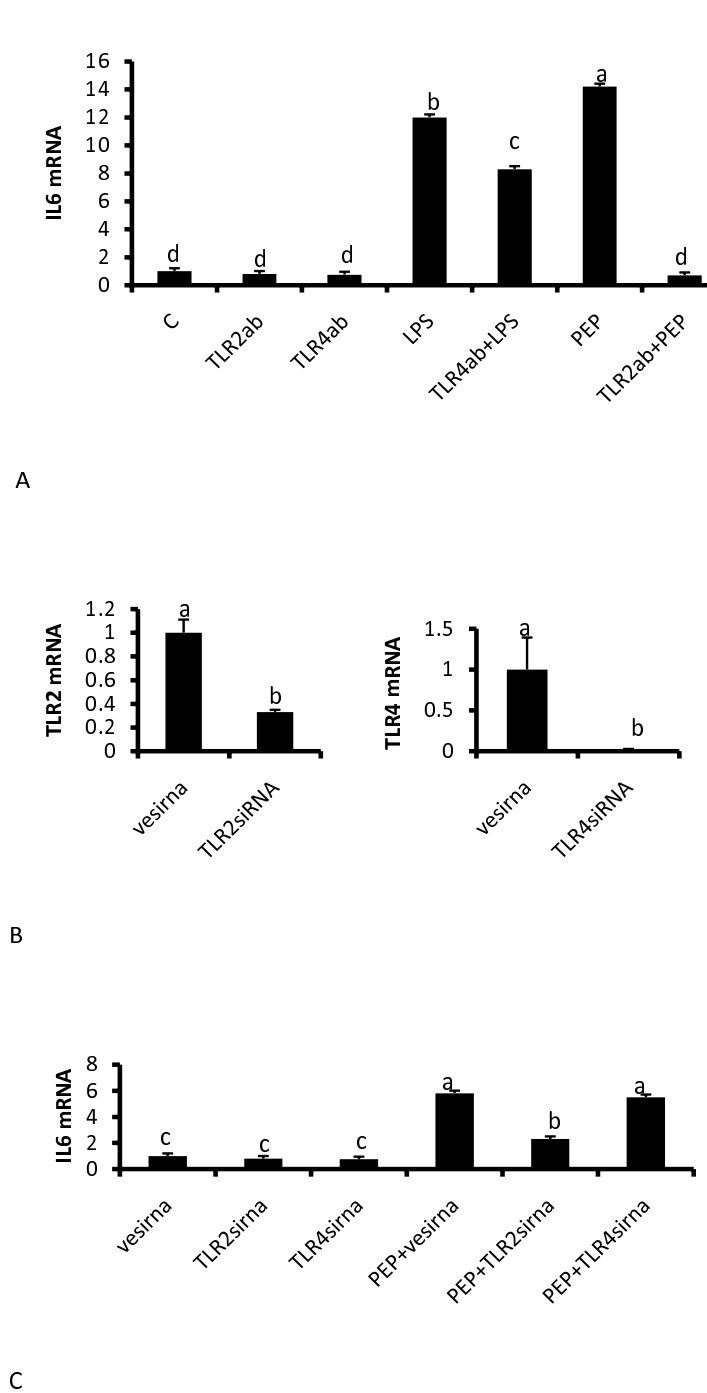 16
14
12
10
8
6
4
2
0
IL6 mRNA
d
d
d
b
c
a
d
C
TLR2ab
TLR4ab
LPS
TLR4ab+LPS
PEP
TLR2ab+PEP
A
1.2
1
0.8
0.6
0.4
0.2
0
TLR2 mRNA
a
b
vesirna
TLR2siRNA
1.5
1
0.5
0
TLR4 mRNA
a
b
vesirna
TLR4siRNA
B
8
6
4
2
0
IL6 mRNA
c
c
c
a
b
a
vesirna
TLR2sirna
TLR4sirna
PEP+vesirna
PEP+TLR2sirna
PEP+TLR4sirna
C